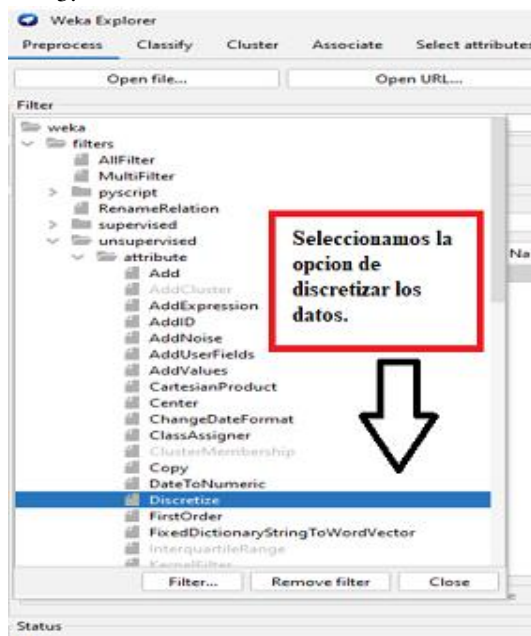 Weka Explorer
Preprocess Classify Cluster Associate Select attributes
Open file... Open URL...
Filter
weka
filters
AllFilter
MultiFilter
pyscript
RenameRelation
supervised
unsupervised
attribute
Add
AddCluster
AddExpression
AddID
AddNoise
AddUserFields
AddValues
CartesianProduct
Center
ChangeDateFormat
ClassAssigner
ClusterMembership
Copy
DateToNumeric
Discretize
FirstOrder
FixedDictionaryStringToWordVector
InterquartileRange
KernelFilter
Seleccionamos la
opcion de
discretizar los
datos.
Na
Filter... Remove filter Close
Status